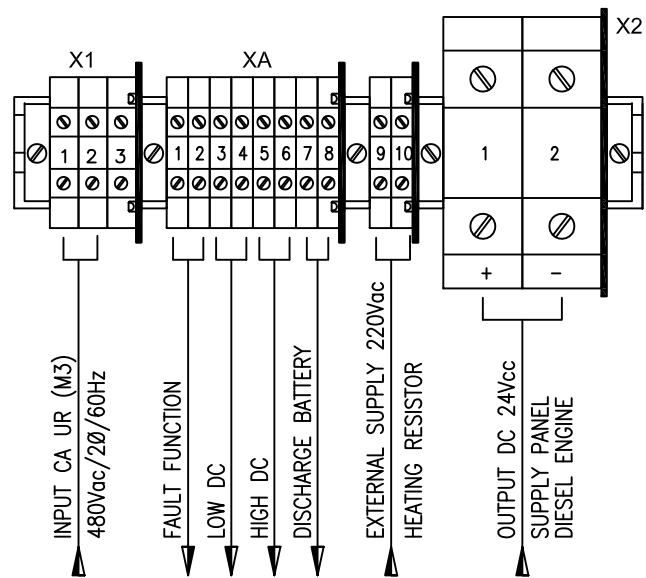 X1
XA
X2
1 2 3
1 2 3 4 5 6 7 8
9 10
1 2
+ -
INPUT CA UR (M3)
480Vac/2Ø/60Hz
FAULT FUNCTION
LOW DC
HIGH DC
DISCHARGE BATTERY
EXTERNAL SUPPLY 220Vac
HEATING RESISTOR
OUTPUT DC 24Vcc
SUPPLY PANEL
DIESEL ENGINE